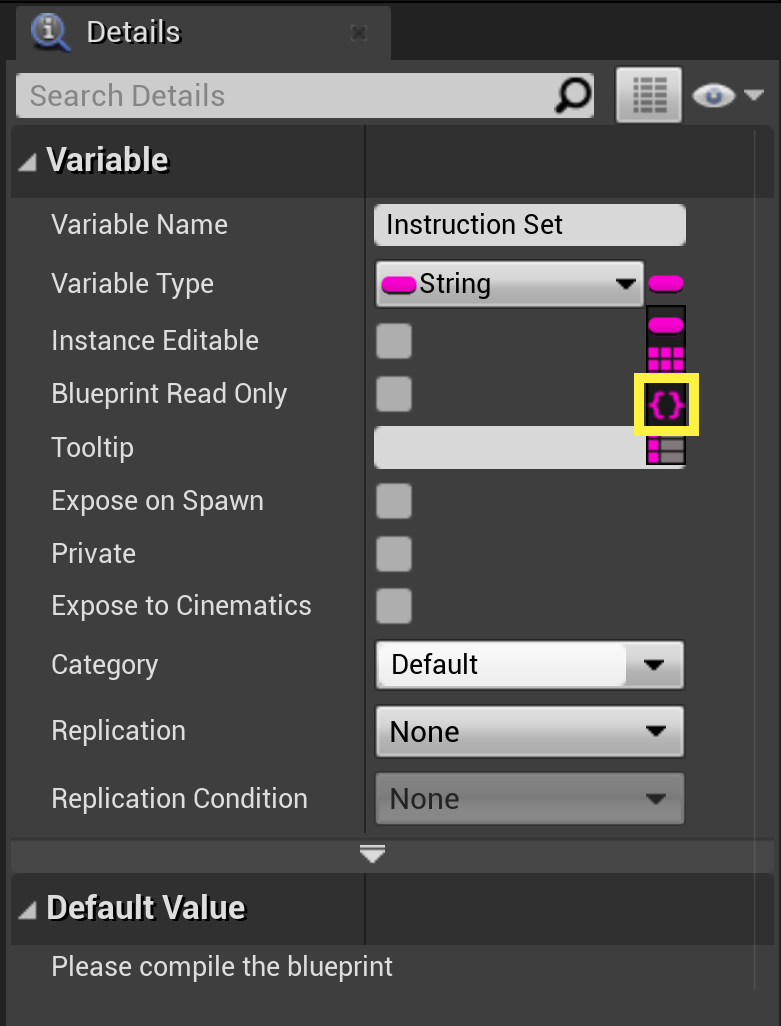 Details
Search Details
Variable
Variable Name
Instruction Set
Variable Type
String
Instance Editable
Blueprint Read Only
{}
Tooltip
Expose on Spawn
Private
Expose to Cinematics
Category
Default
Replication
None
Replication Condition
None
Default Value
Please compile the blueprint